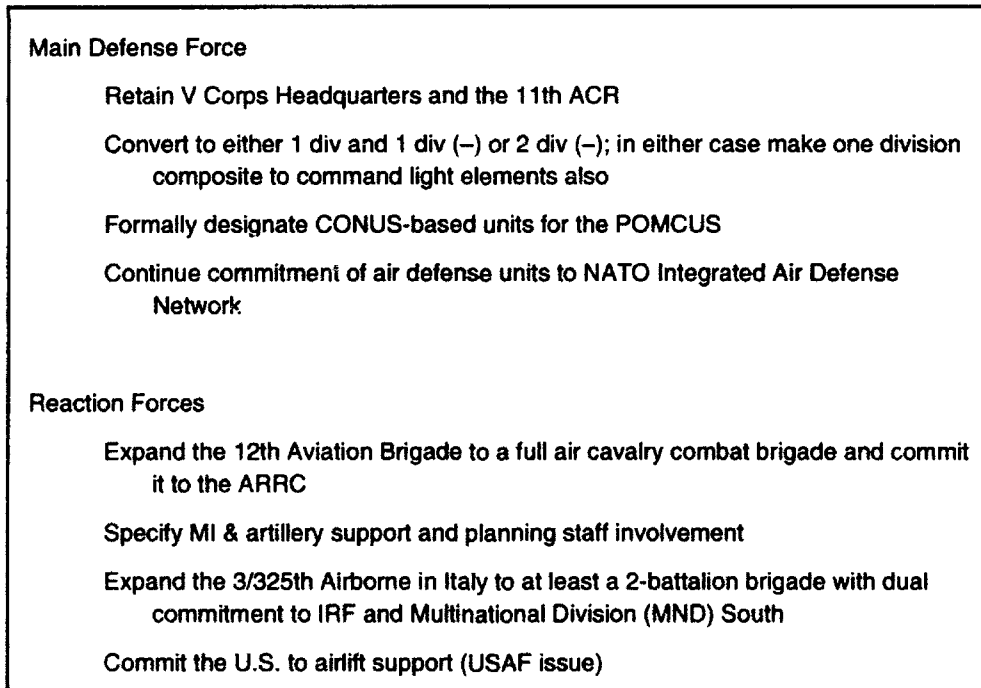 Main Defense Force
Retain V Corps Headquarters and the 11th ACR
Convert to either 1 div and 1 div (–) or 2 div (–); in either case make one division
composite to command light elements also
Formally designate CONUS-based units for the POMCUS
Continue commitment of air defense units to NATO Integrated Air Defense
Network
Reaction Forces
Expand the 12th Aviation Brigade to a full air cavalry combat brigade and commit
it to the ARRC
Specify MI & artillery support and planning staff involvement
Expand the 3/325th Airborne in Italy to at least a 2-battalion brigade with dual
commitment to IRF and Multinational Division (MND) South
Commit the U.S. to airlift support (USAF issue)